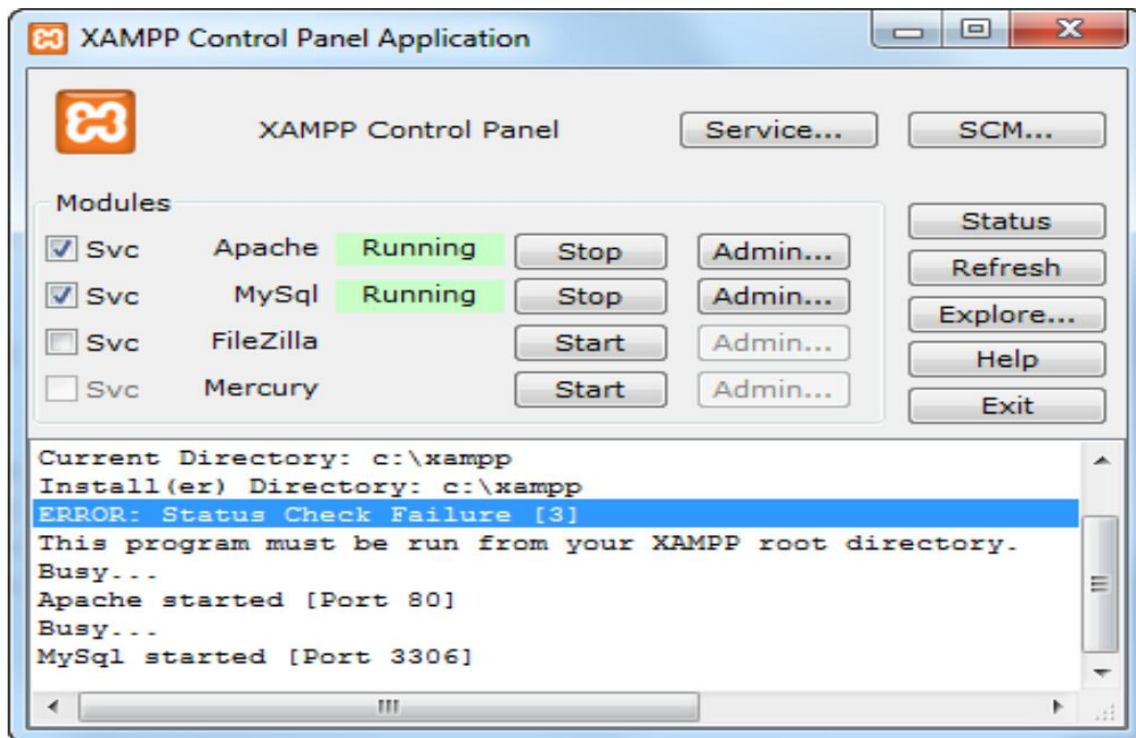 XAMPP Control Panel Application
XAMPP Control Panel Service... SCM...
Modules
Svc Apache Running Stop Admin...
Svc MySql Running Stop Admin...
Svc FileZilla Start Admin...
Svc Mercury Start Admin...
Status
Refresh
Explore...
Help
Exit
Current Directory: c:\xampp
Install(er) Directory: c:\xampp
ERROR: Status Check Failure [3]
This program must be run from your XAMPP root directory.
Busy...
Apache started [Port 80]
Busy...
MySql started [Port 3306]